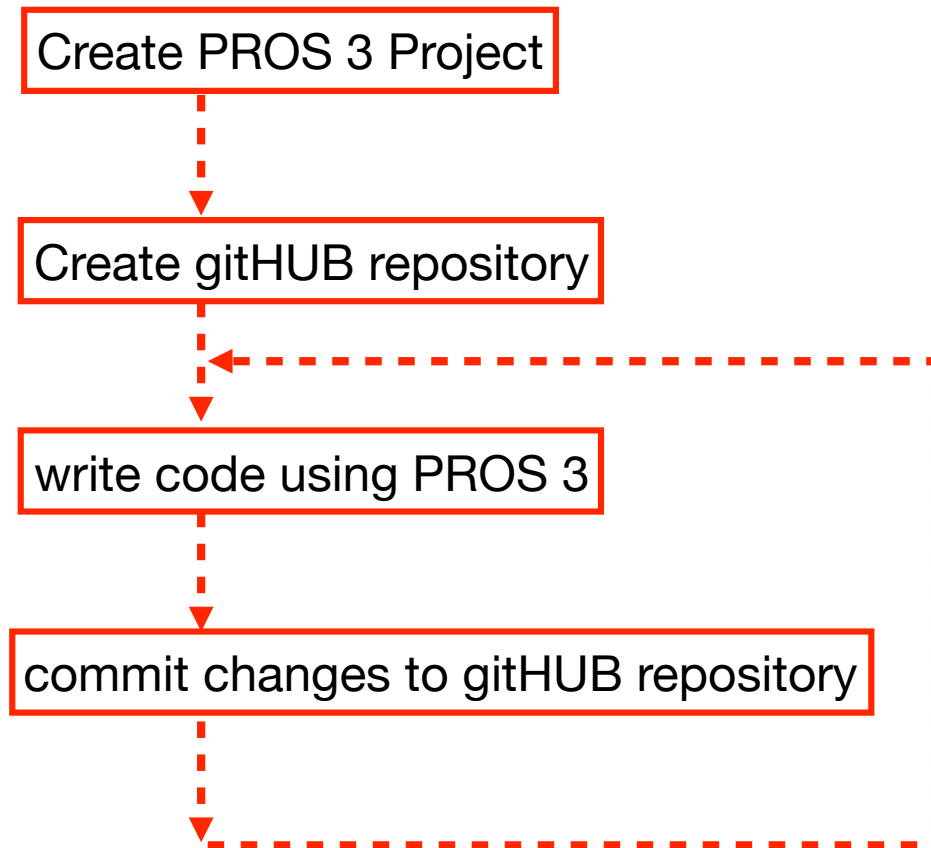 Create PROS 3 Project
Create gitHUB repository
write code using PROS 3
commit changes to gitHUB repository